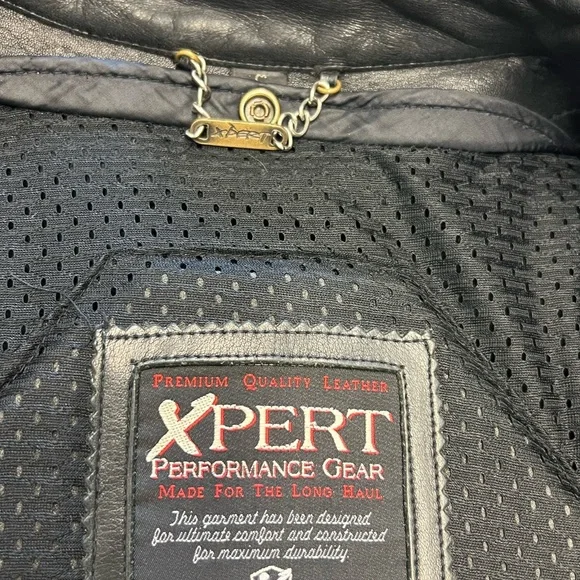 XPERT
PREMIUM QUALITY LEATHER
XPERT
PERFORMANCE GEAR
MADE FOR THE LONG HAUL
This garment has been designed
for ultimate comfort and constructed
for maximum durability.